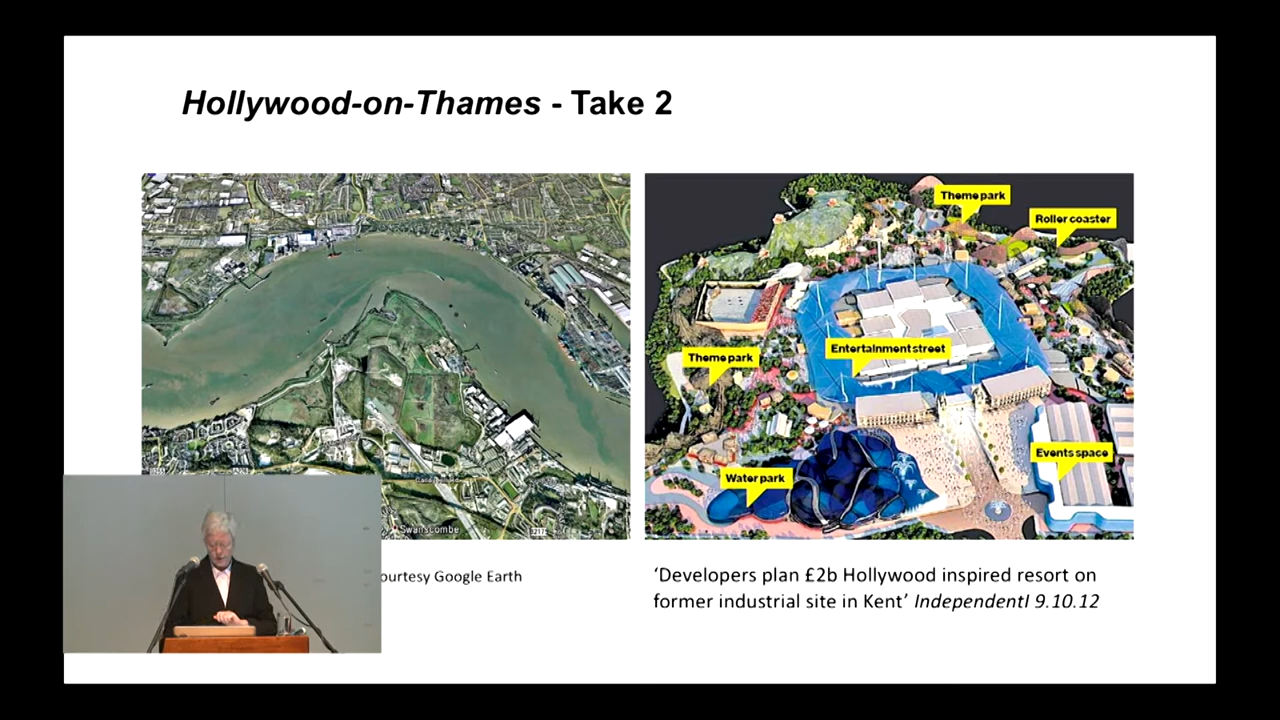 Hollywood-on-Thames - Take 2
Theme park
Roller coaster
Entertainment street
Theme park
Events space
Water park
Swanscombe
ourtesy Google Earth
‘Developers plan £2b Hollywood inspired resort on
former industrial site in Kent’ IndependentI 9.10.12